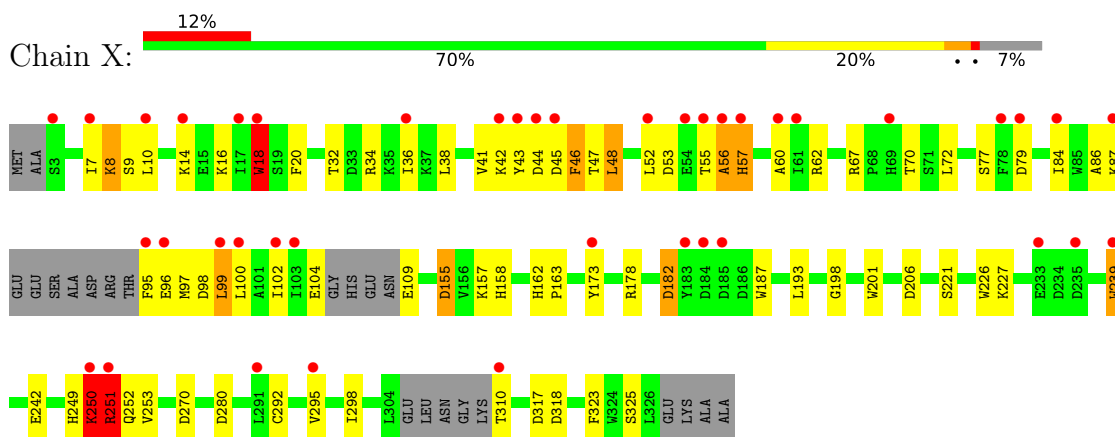 12%
Chain X:
70% 20% • • 7%
MET ALA S3 I7 K8 S9 L10 K14 E15 K16 I17 W18 S19 F20 T32 D33 R34 K35 I36 K37 L38 V41 K42 Y43 D44 D45 F46 T47 L48 L52 D53 E54 T55 A56 H57 A60 I61 R62 R67 P68 H69 T70 S71 L72 S77 F78 D79 I84 W85 A86 K87
GLU GLU SER ALA ASP ARG THR F95 E96 M97 D98 L99 L100 A101 I102 I103 E104 GLY HIS GLU ASN E109 D155 V156 K157 H158 H162 P163 Y173 R178 D182 Y183 D184 D185 D186 W187 L193 G198 W201 D206 S221 W226 K227 E233 D234 D235 W239
E242 H249 K250 R251 Q252 V253 D270 D280 L291 C292 V295 I298 L304 GLU LEU ASN GLY LYS T310 D317 D318 F323 W324 S325 L326 GLU LYS ALA ALA